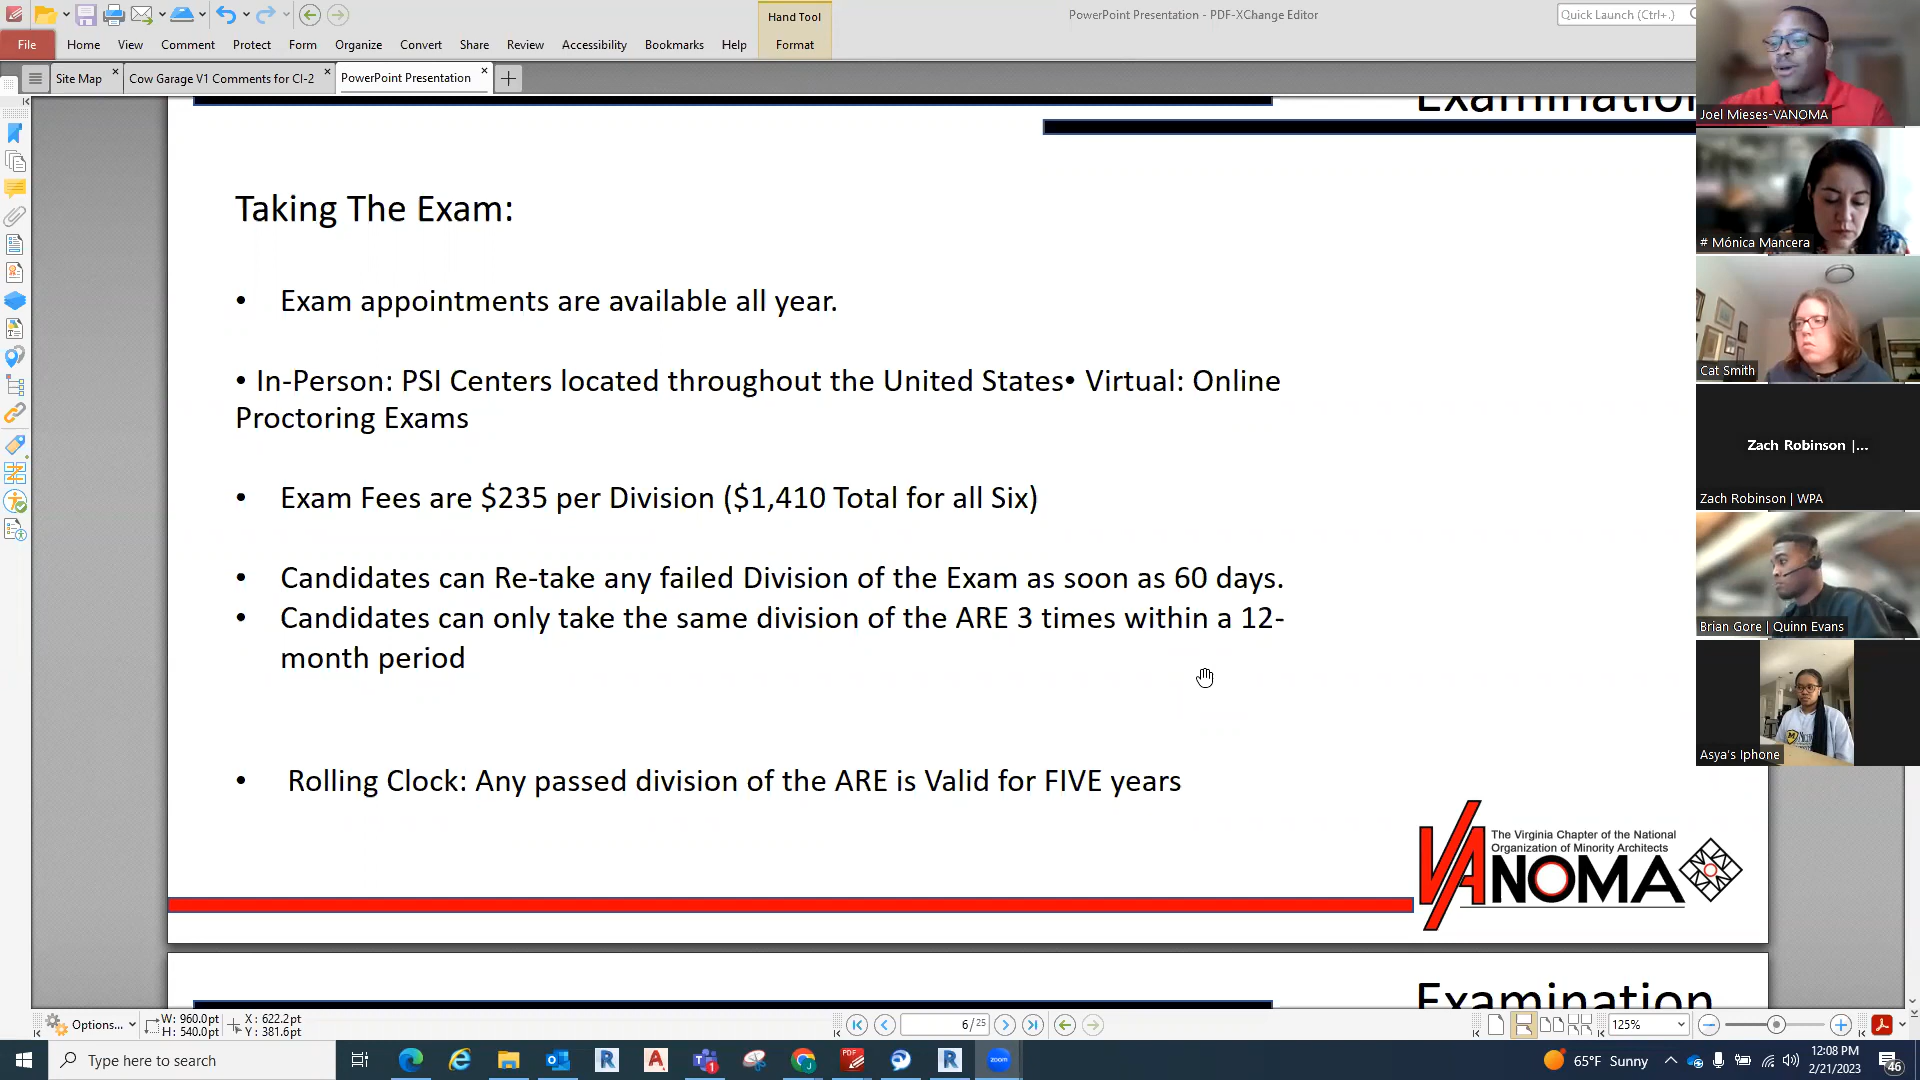 Hand Tool
PowerPoint Presentation - PDF-XChange Editor
Quick Launch (Ctrl+.)
File
Home
View
Comment
Protect
Form
Organize
Convert
Share
Review
Accessibility
Bookmarks
Help
Format
Site Map
Cow Garage V1 Comments for CI-2
PowerPoint Presentation
Examination
Taking The Exam:
• Exam appointments are available all year.
• In-Person: PSI Centers located throughout the United States• Virtual: Online
Proctoring Exams
• Exam Fees are $235 per Division ($1,410 Total for all Six)
• Candidates can Re-take any failed Division of the Exam as soon as 60 days.
• Candidates can only take the same division of the ARE 3 times within a 12-
month period
• Rolling Clock: Any passed division of the ARE is Valid for FIVE years
The Virginia Chapter of the National
Organization of Minority Architects
VANOMA
Examination
Joel Mieses-VANOMA
# Mónica Mancera
Cat Smith
Zach Robinson |...
Zach Robinson | WPA
Brian Gore | Quinn Evans
Asya's Iphone
Options...
W: 960.0pt
H: 540.0pt
X: 622.2pt
Y: 381.6pt
6/25
125%
Type here to search
65°F Sunny
12:08 PM
2/21/2023
46